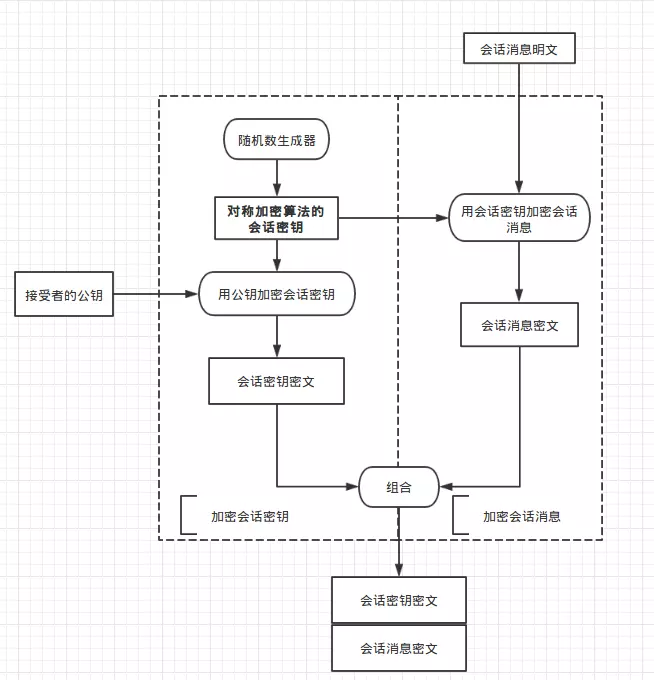 会话消息明文
随机数生成器
对称加密算法的
会话密钥
用会话密钥加密会话
消息
接受者的公钥
用公钥加密会话密钥
会话消息密文
会话密钥密文
组合
加密会话密钥
加密会话消息
会话密钥密文
会话消息密文